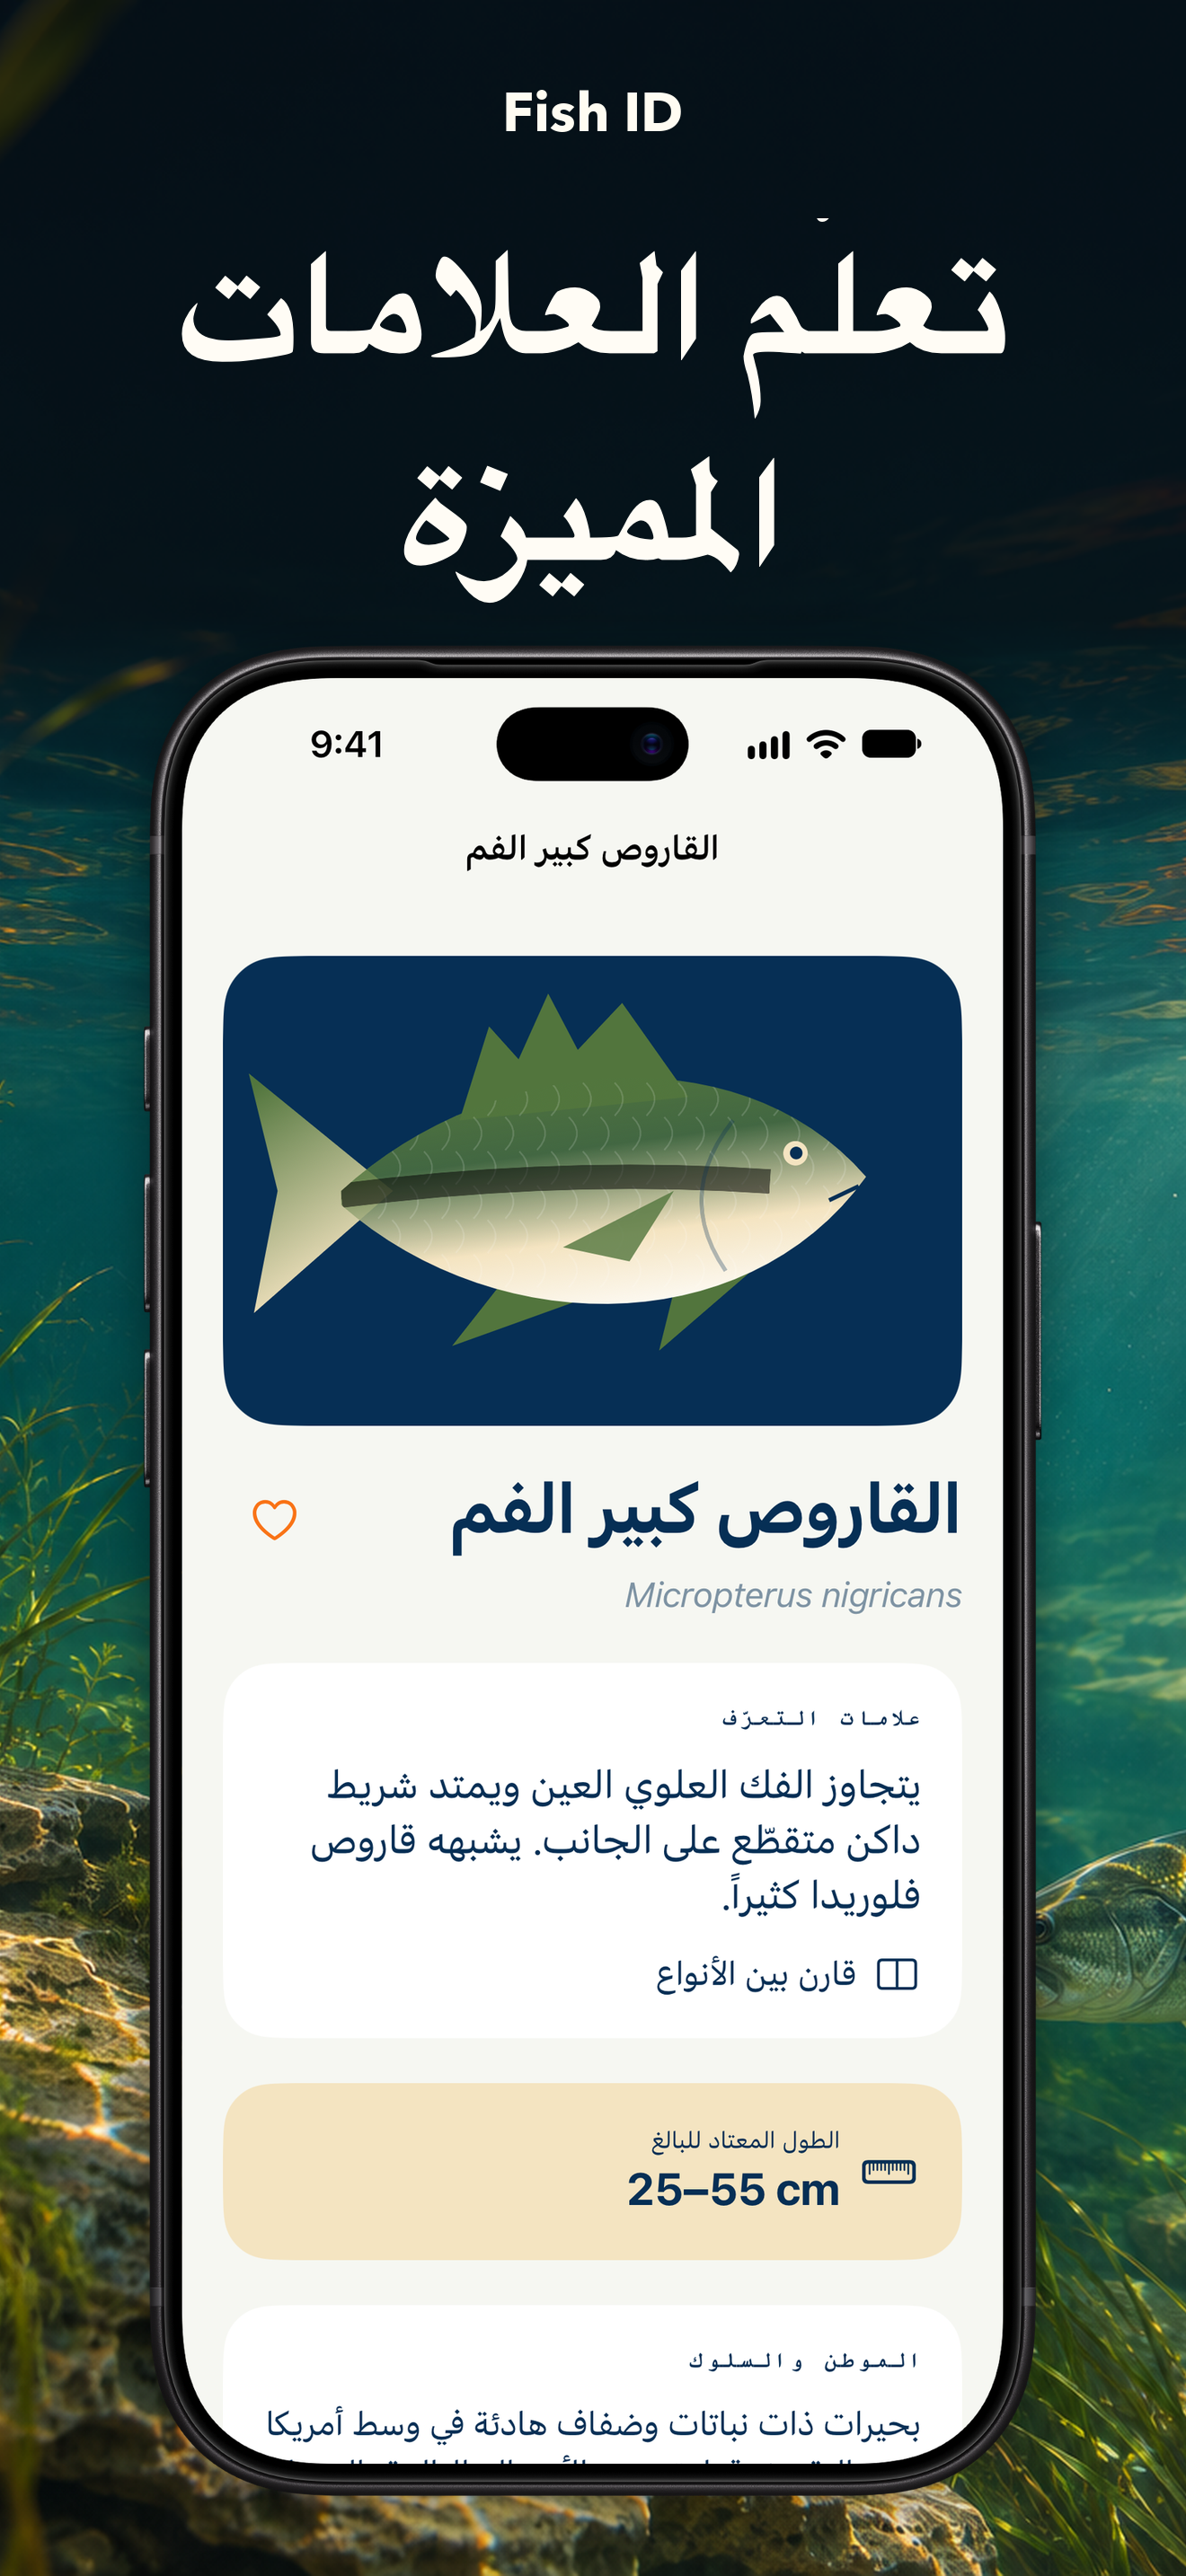 Fish ID
تعلّم العلامات
المميزة
9:41
القاروص كبير الفم
القاروص كبير الفم
Micropterus nigricans
علامات التعرّف
يتجاوز الفك العلوي العين ويمتد شريط
داكن متقطّع على الجانب. يشبهه قاروص
فلوريدا كثيراً.
قارن بين الأنواع
الطول المعتاد للبالغ
25–55 cm
الموطن والسلوك
بحيرات ذات نباتات وضفاف هادئة في وسط أمريكا